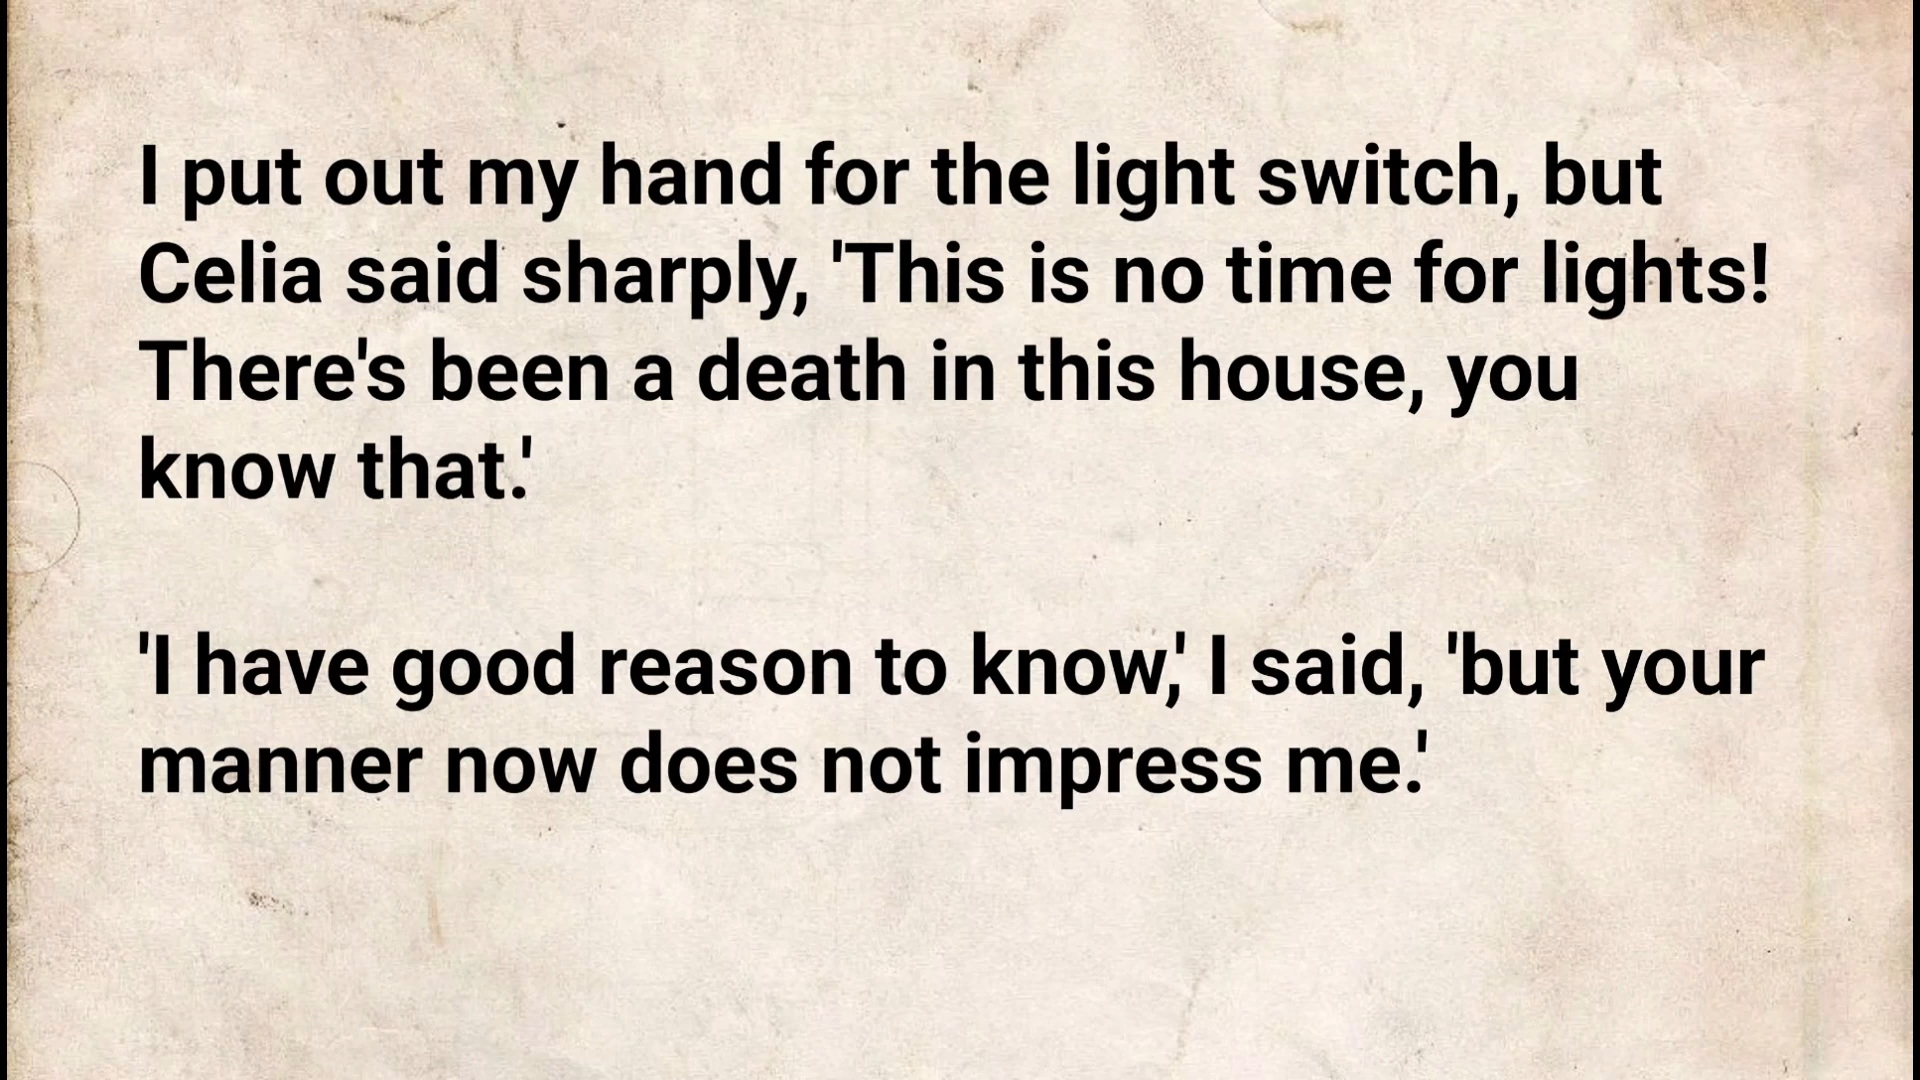 I put out my hand for the light switch, but
Celia said sharply, 'This is no time for lights!
There's been a death in this house, you
know that.'
'I have good reason to know,' I said, 'but your
manner now does not impress me.'